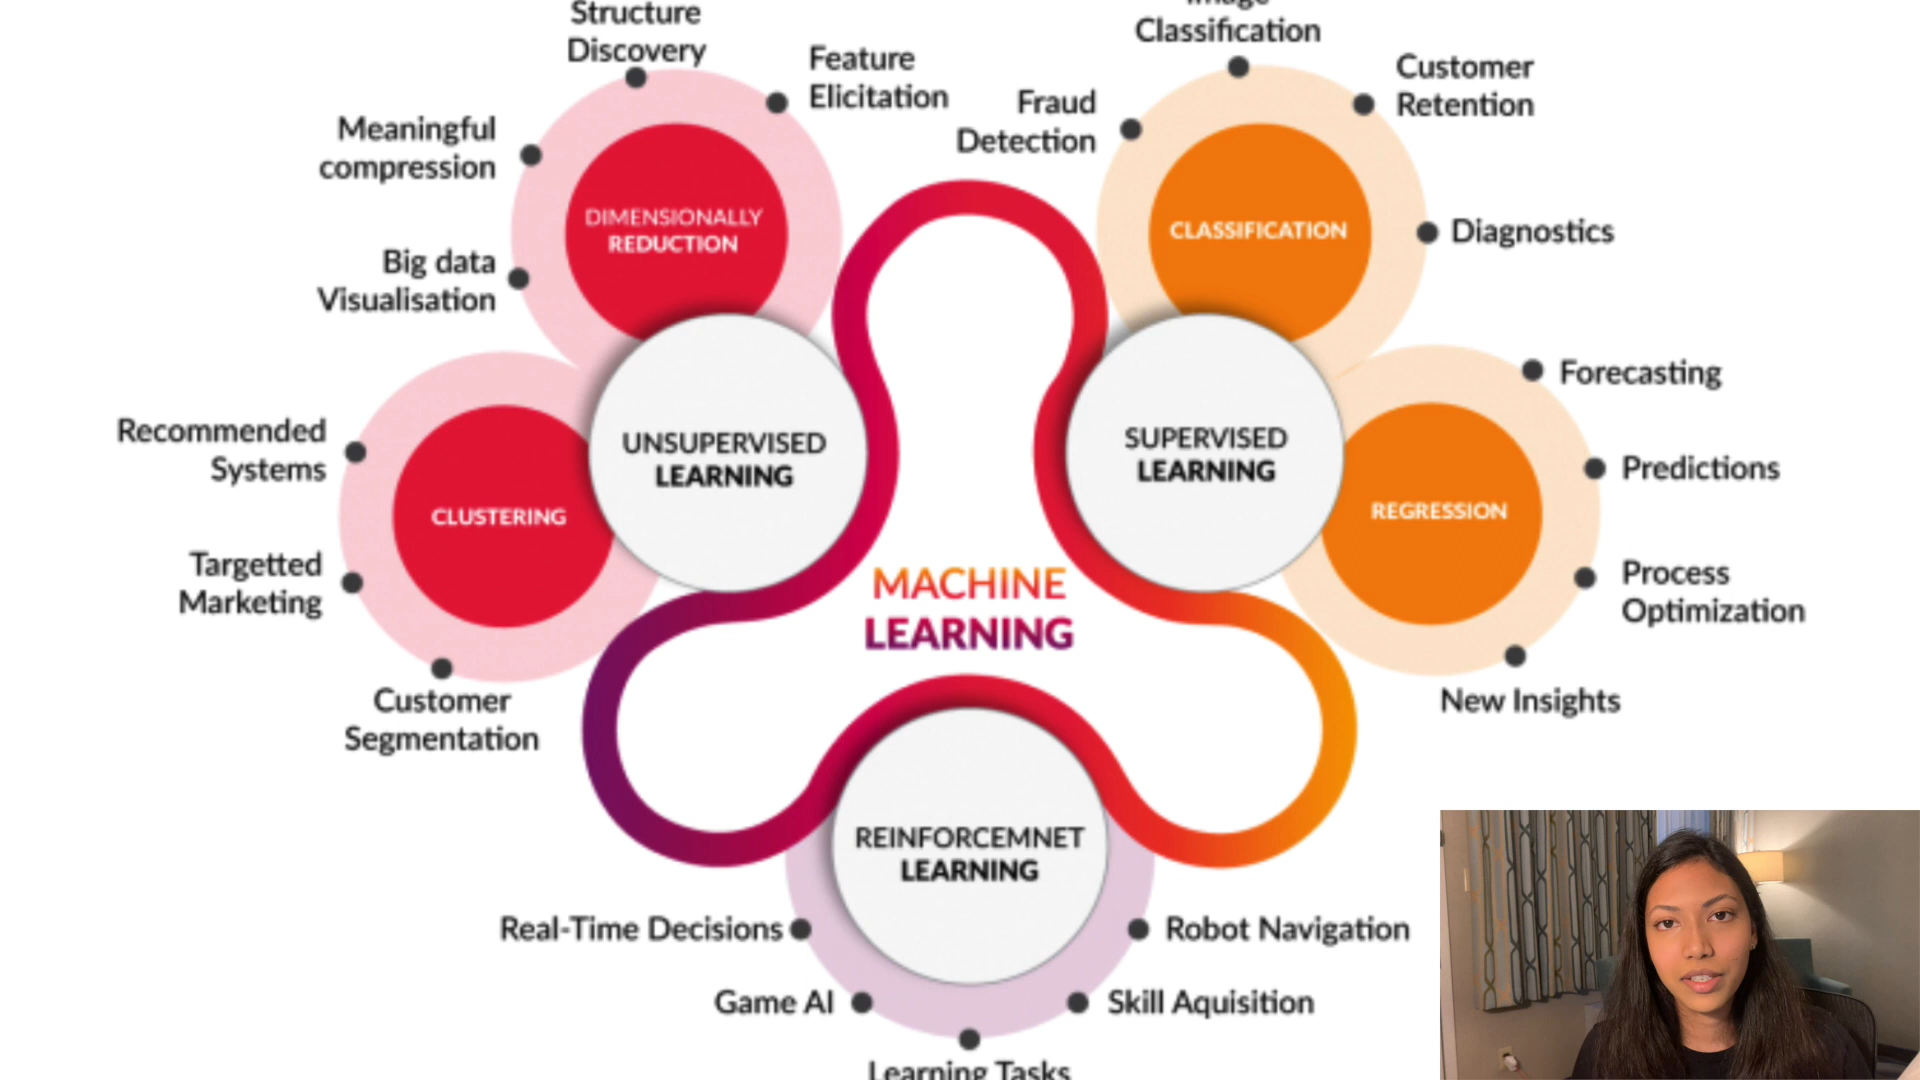 Structure
Discovery
Feature
Elicitation
Meaningful
compression
DIMENSIONALLY
REDUCTION
Big data
Visualisation
Image
Classification
Customer
Retention
Fraud
Detection
CLASSIFICATION
Diagnostics
UNSUPERVISED
LEARNING
SUPERVISED
LEARNING
Recommended
Systems
CLUSTERING
Targetted
Marketing
Customer
Segmentation
Forecasting
Predictions
REGRESSION
Process
Optimization
New Insights
MACHINE
LEARNING
REINFORCEMNET
LEARNING
Real-Time Decisions
Robot Navigation
Game AI
Skill Aquisition
Learning Tasks